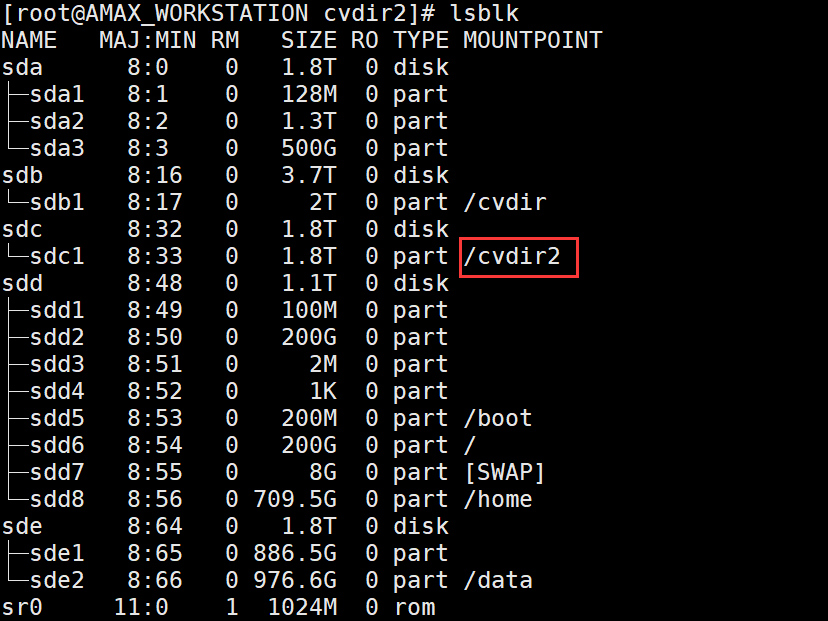 [root@AMAX_WORKSTATION cvdir2]# lsblk
NAME   MAJ:MIN RM   SIZE RO TYPE MOUNTPOINT
sda      8:0    0   1.8T  0 disk
├─sda1   8:1    0   128M  0 part
├─sda2   8:2    0   1.3T  0 part
└─sda3   8:3    0   500G  0 part
sdb      8:16   0   3.7T  0 disk
└─sdb1   8:17   0     2T  0 part /cvdir
sdc      8:32   0   1.8T  0 disk
└─sdc1   8:33   0   1.8T  0 part /cvdir2
sdd      8:48   0   1.1T  0 disk
├─sdd1   8:49   0   100M  0 part
├─sdd2   8:50   0   200G  0 part
├─sdd3   8:51   0     2M  0 part
├─sdd4   8:52   0     1K  0 part
├─sdd5   8:53   0   200M  0 part /boot
├─sdd6   8:54   0   200G  0 part /
├─sdd7   8:55   0     8G  0 part [SWAP]
└─sdd8   8:56   0 709.5G  0 part /home
sde      8:64   0   1.8T  0 disk
├─sde1   8:65   0 886.5G  0 part
└─sde2   8:66   0 976.6G  0 part /data
sr0     11:0    1  1024M  0 rom